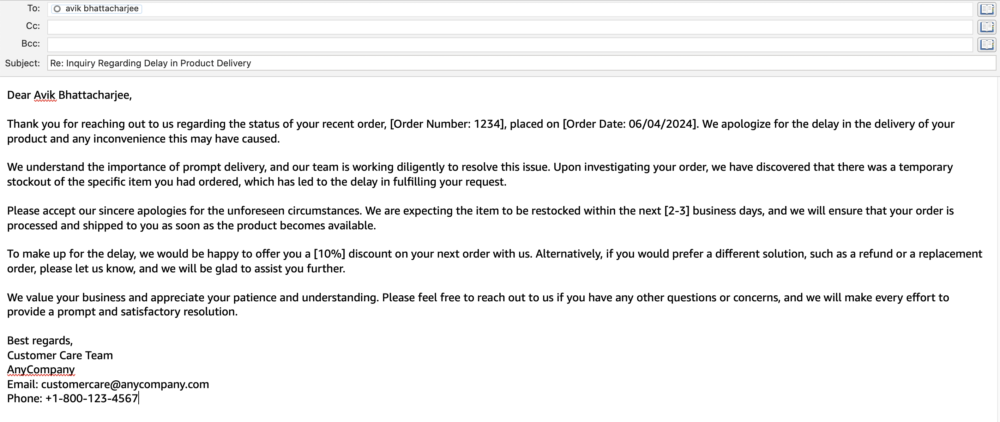 To: avik bhattacharjee
Cc:
Bcc:
Subject: Re: Inquiry Regarding Delay in Product Delivery
Dear Avik Bhattacharjee,
Thank you for reaching out to us regarding the status of your recent order, [Order Number: 1234], placed on [Order Date: 06/04/2024]. We apologize for the delay in the delivery of your
product and any inconvenience this may have caused.
We understand the importance of prompt delivery, and our team is working diligently to resolve this issue. Upon investigating your order, we have discovered that there was a temporary
stockout of the specific item you had ordered, which has led to the delay in fulfilling your request.
Please accept our sincere apologies for the unforeseen circumstances. We are expecting the item to be restocked within the next [2-3] business days, and we will ensure that your order is
processed and shipped to you as soon as the product becomes available.
To make up for the delay, we would be happy to offer you a [10%] discount on your next order with us. Alternatively, if you would prefer a different solution, such as a refund or a replacement
order, please let us know, and we will be glad to assist you further.
We value your business and appreciate your patience and understanding. Please feel free to reach out to us if you have any other questions or concerns, and we will make every effort to
provide a prompt and satisfactory resolution.
Best regards,
Customer Care Team
AnyCompany
Email: customercare@anycompany.com
Phone: +1-800-123-4567